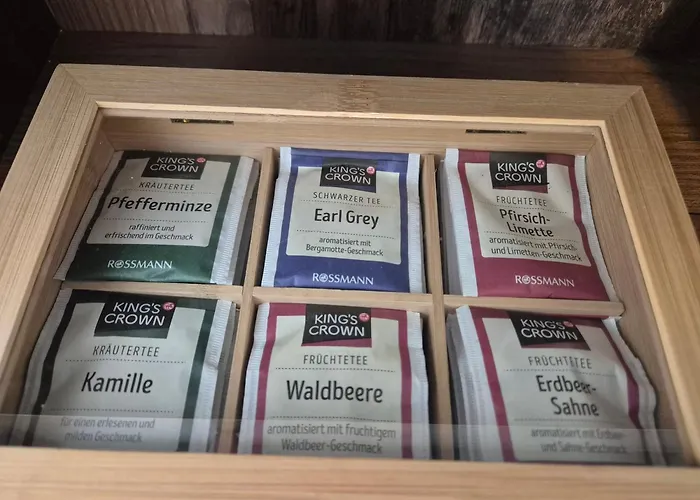 KING'S
CROWN
KRÄUTERTEE
Pfefferminze
raffiniert und
erfrischend im Geschmack
ROSSMANN
KING'S
CROWN
SCHWARZER TEE
Earl Grey
aromatisiert mit
Bergamotte-Geschmack
ROSSMANN
KING'S
CROWN
FRÜCHTETEE
Pfirsich-
Limette
aromatisiert mit Pfirsich-
und Limetten-Geschmack
ROSSMANN
KING'S
CROWN
KRÄUTERTEE
Kamille
für einen erlesenen und
milden Geschmack
KING'S
CROWN
FRÜCHTETEE
Waldbeere
aromatisiert mit fruchtigem
Waldbeer-Geschmack
KING'S
CROWN
FRÜCHTETEE
Erdbeer-
Sahne
aromatisiert mit Erdbeer-
und Sahne-Geschmack